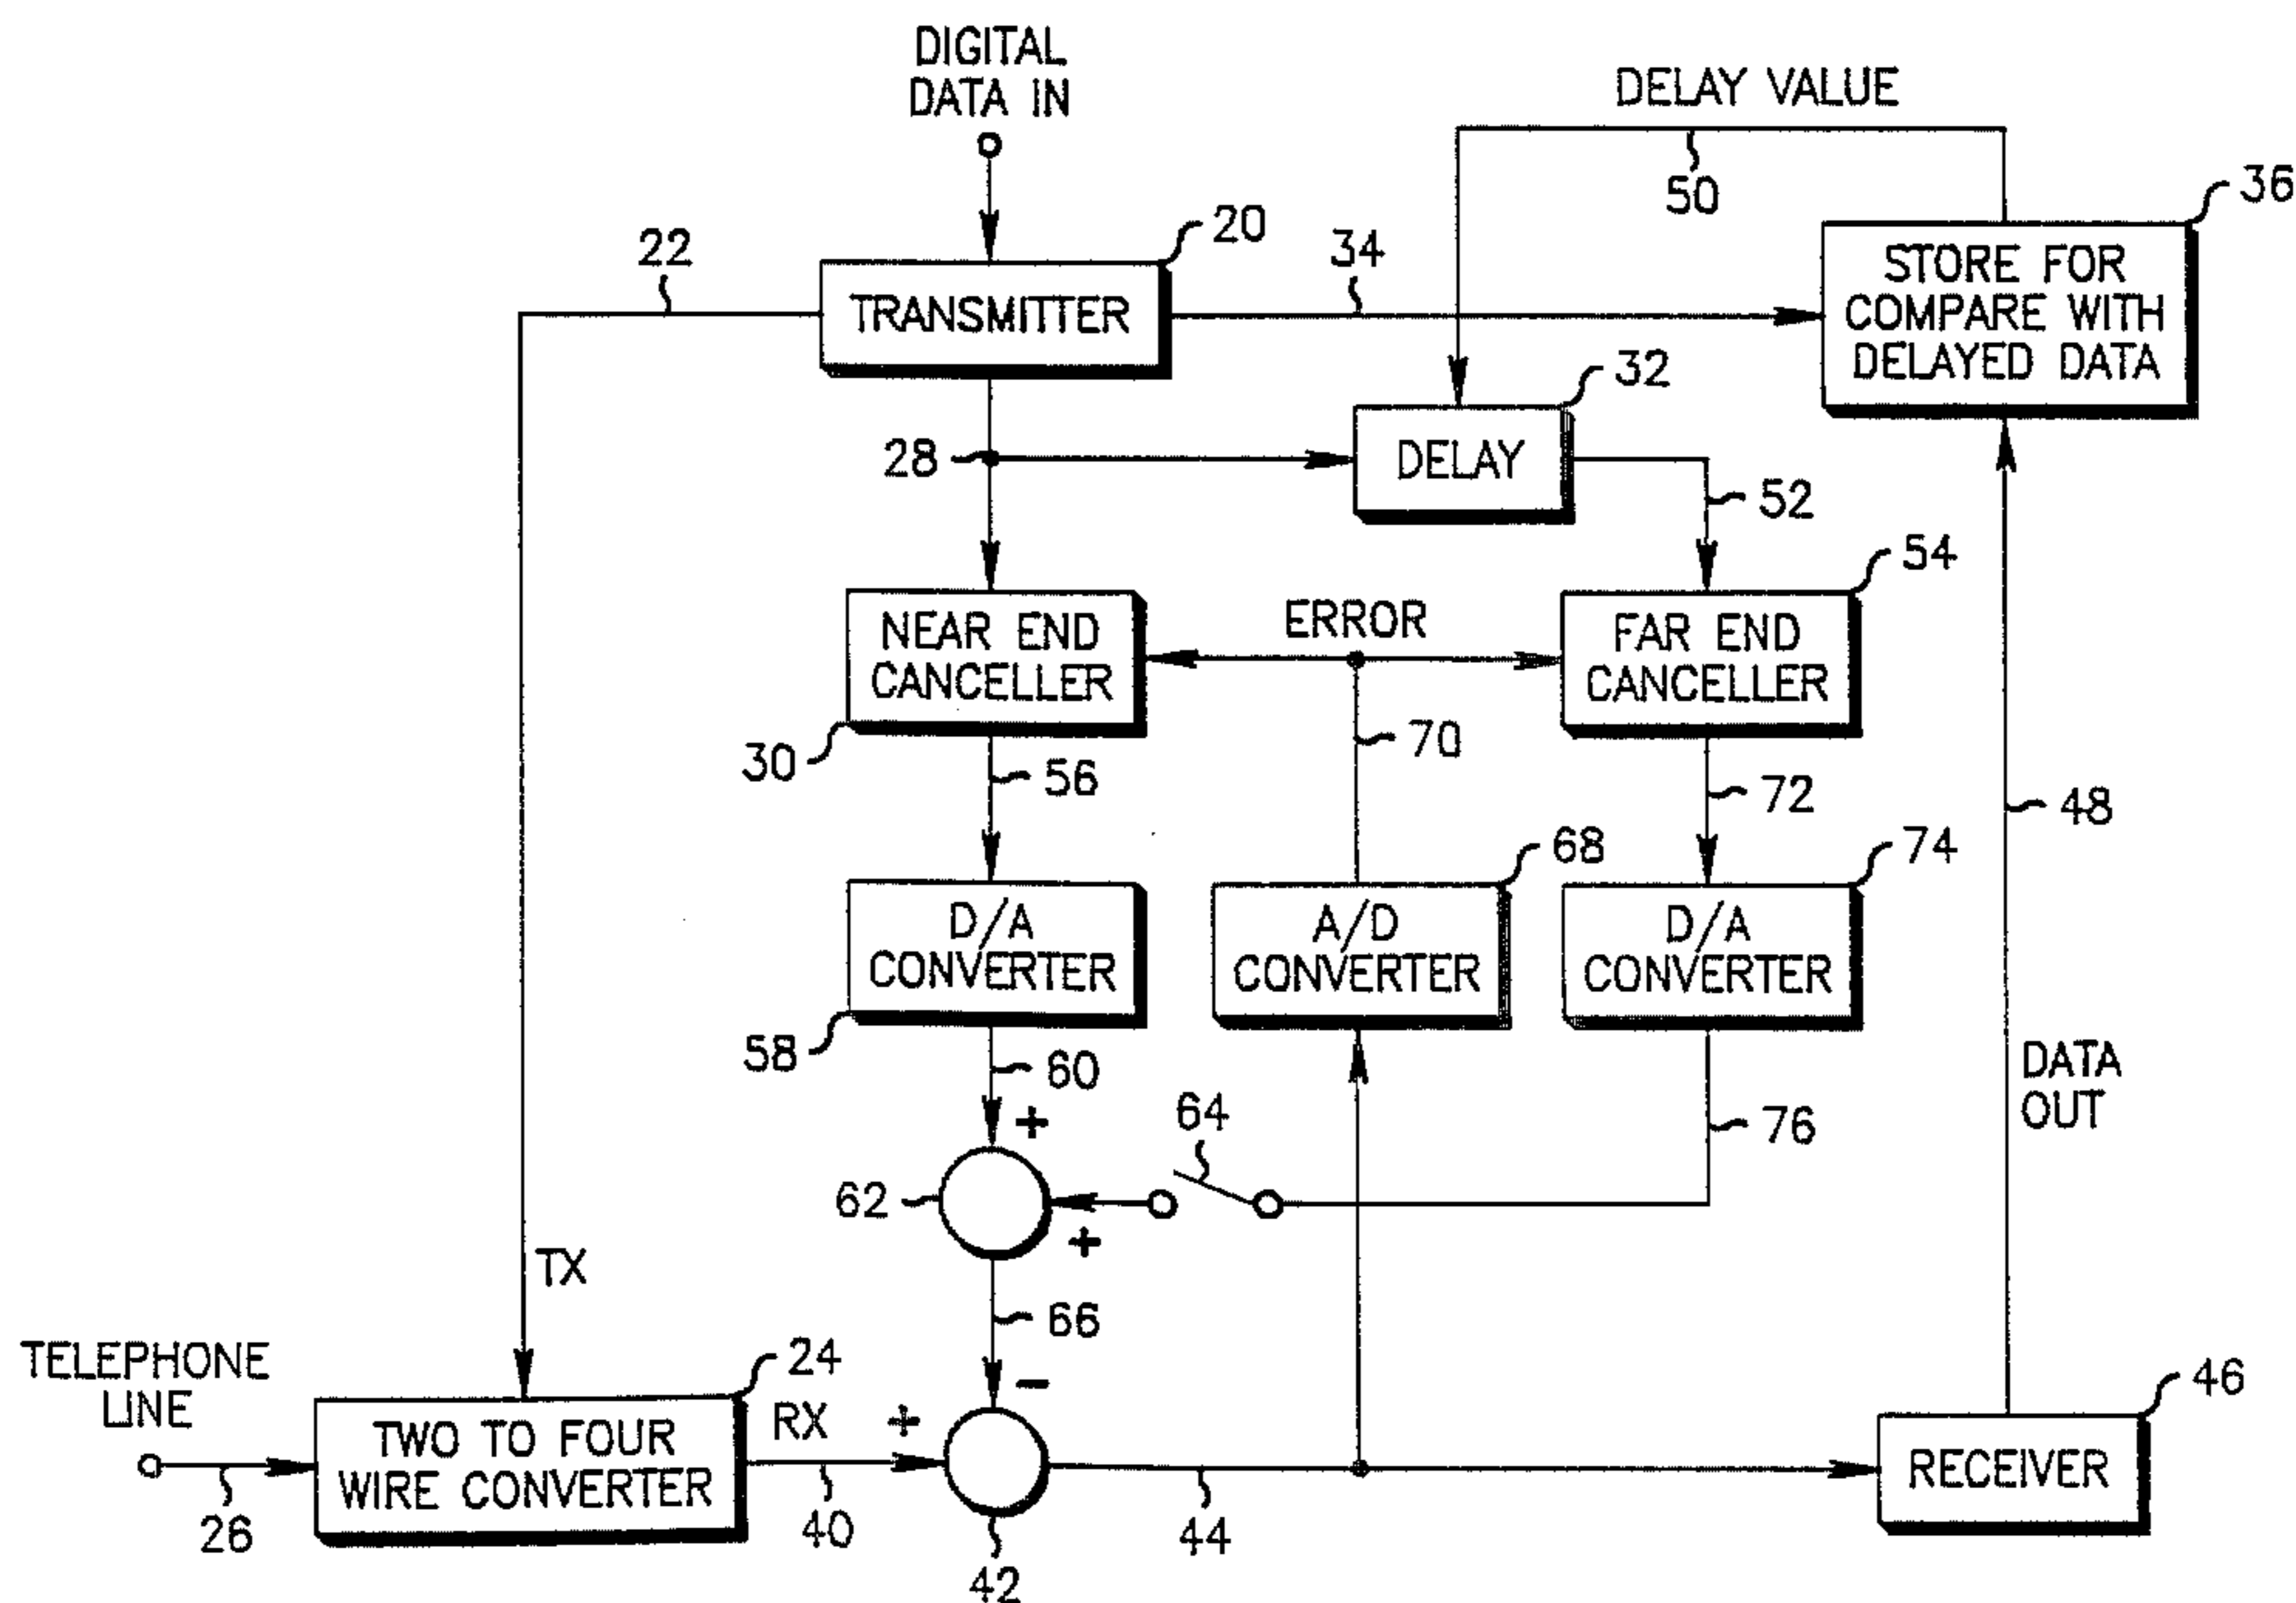 DIGITAL
DATA IN
DELAY VALUE
50
36
22
20
34
TRANSMITTER
STORE FOR
COMPARE WITH
DELAYED DATA
32
28
DELAY
52
54
NEAR END
CANCELLER
ERROR
FAR END
CANCELLER
30
56
70
72
48
68
74
D/A
CONVERTER
A/D
CONVERTER
D/A
CONVERTER
58
60
+
64
76
DATA
OUT
62
+
TX
66
TELEPHONE
LINE
24
RX
+
-
46
TWO TO FOUR
WIRE CONVERTER
RECEIVER
26
40
42
44